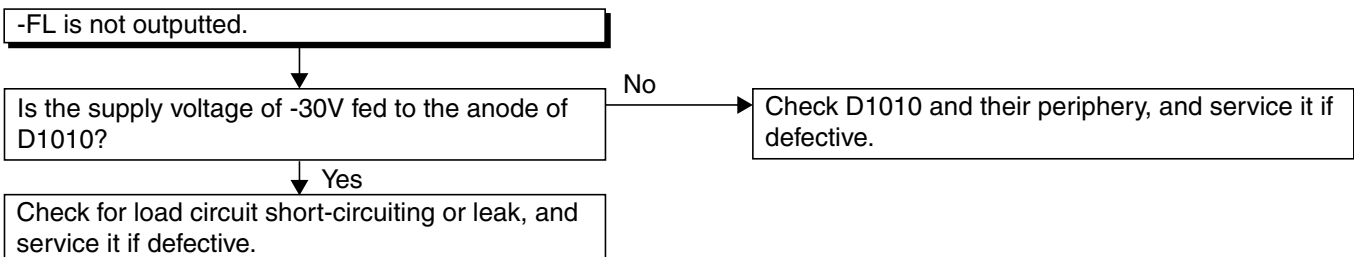 -FL is not outputted.
Is the supply voltage of -30V fed to the anode of
D1010?
No
Check D1010 and their periphery, and service it if
defective.
Yes
Check for load circuit short-circuiting or leak, and
service it if defective.